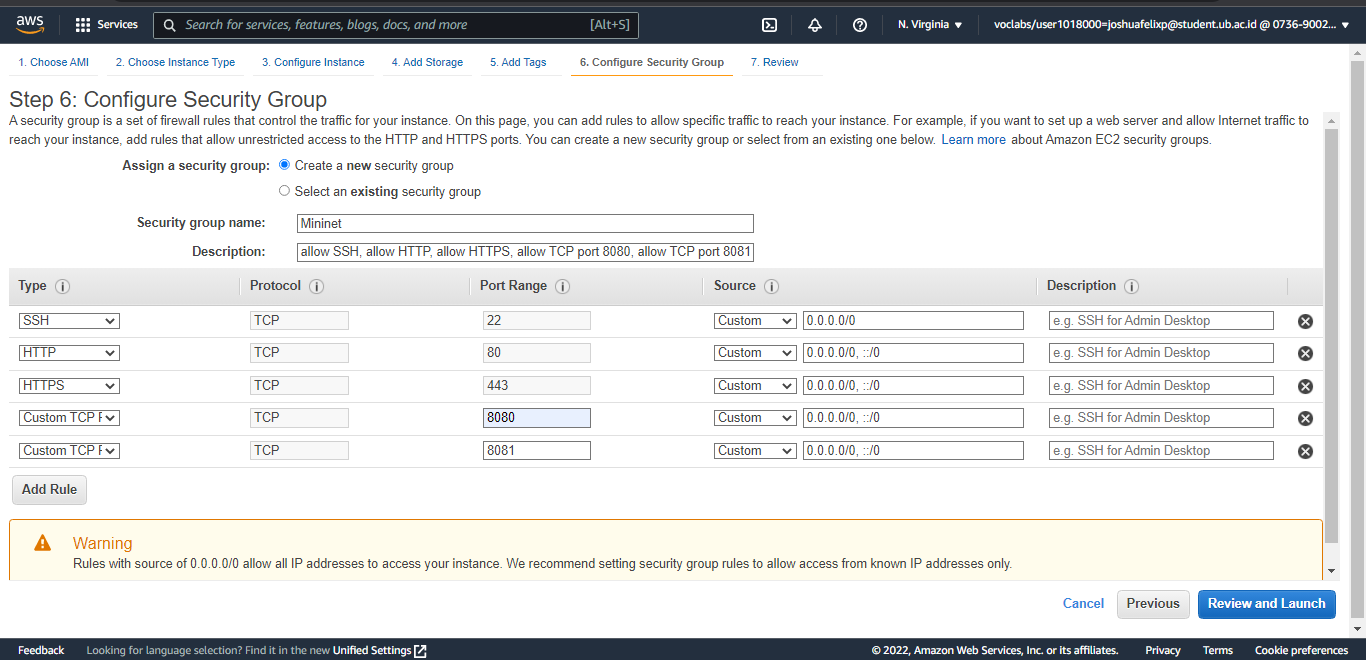 aws Services Search for services, features, blogs, docs, and more [Alt+S] N. Virginia voclabs/user1018000=joshuafelixp@student.ub.ac.id @ 0736-9002...
1. Choose AMI 2. Choose Instance Type 3. Configure Instance 4. Add Storage 5. Add Tags 6. Configure Security Group 7. Review
Step 6: Configure Security Group
A security group is a set of firewall rules that control the traffic for your instance. On this page, you can add rules to allow specific traffic to reach your instance. For example, if you want to set up a web server and allow Internet traffic to
reach your instance, add rules that allow unrestricted access to the HTTP and HTTPS ports. You can create a new security group or select from an existing one below. Learn more about Amazon EC2 security groups.
Assign a security group: Create a new security group
Select an existing security group
Security group name: Mininet
Description: allow SSH, allow HTTP, allow HTTPS, allow TCP port 8080, allow TCP port 8081
Type Protocol Port Range Source Description
SSH TCP 22 Custom 0.0.0.0/0 e.g. SSH for Admin Desktop
HTTP TCP 80 Custom 0.0.0.0/0, ::/0 e.g. SSH for Admin Desktop
HTTPS TCP 443 Custom 0.0.0.0/0, ::/0 e.g. SSH for Admin Desktop
Custom TCP TCP 8080 Custom 0.0.0.0/0, ::/0 e.g. SSH for Admin Desktop
Custom TCP TCP 8081 Custom 0.0.0.0/0, ::/0 e.g. SSH for Admin Desktop
Add Rule
Warning
Rules with source of 0.0.0.0/0 allow all IP addresses to access your instance. We recommend setting security group rules to allow access from known IP addresses only.
Cancel Previous Review and Launch
Feedback Looking for language selection? Find it in the new Unified Settings © 2022, Amazon Web Services, Inc. or its affiliates. Privacy Terms Cookie preferences